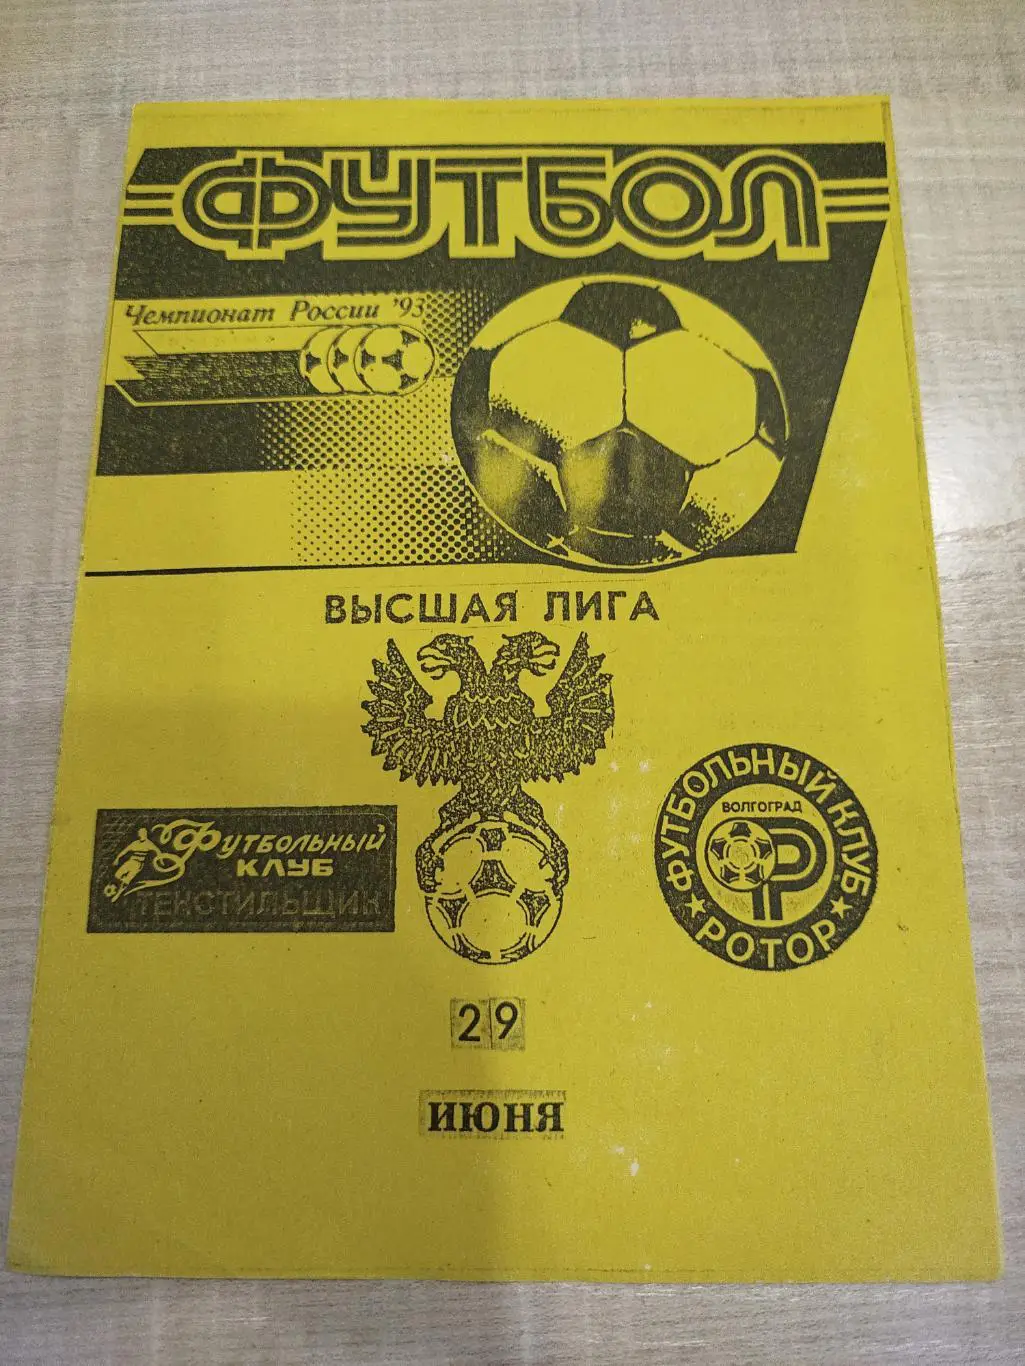 ФУТБОЛ
Чемпионат России '93
ВЫСШАЯ ЛИГА
Футбольный
КЛУБ
ТЕКСТИЛЬЩИК
ФУТБОЛЬНЫЙ КЛУБ
ВОЛГОГРАД
РОТОР
29
ИЮНЯ